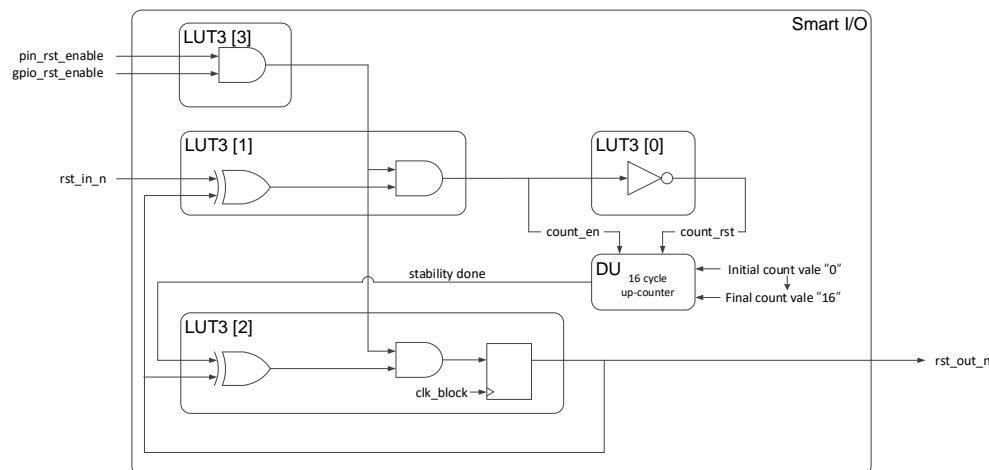 Smart I/O
LUT3 [3]
pin_rst_enable
gpio_rst_enable
LUT3 [1]
rst_in_n
LUT3 [0]
count_en
count_rst
DU
16 cycle
up-counter
Initial count vale “0”
Final count vale “16”
stability done
LUT3 [2]
clk_block
rst_out_n